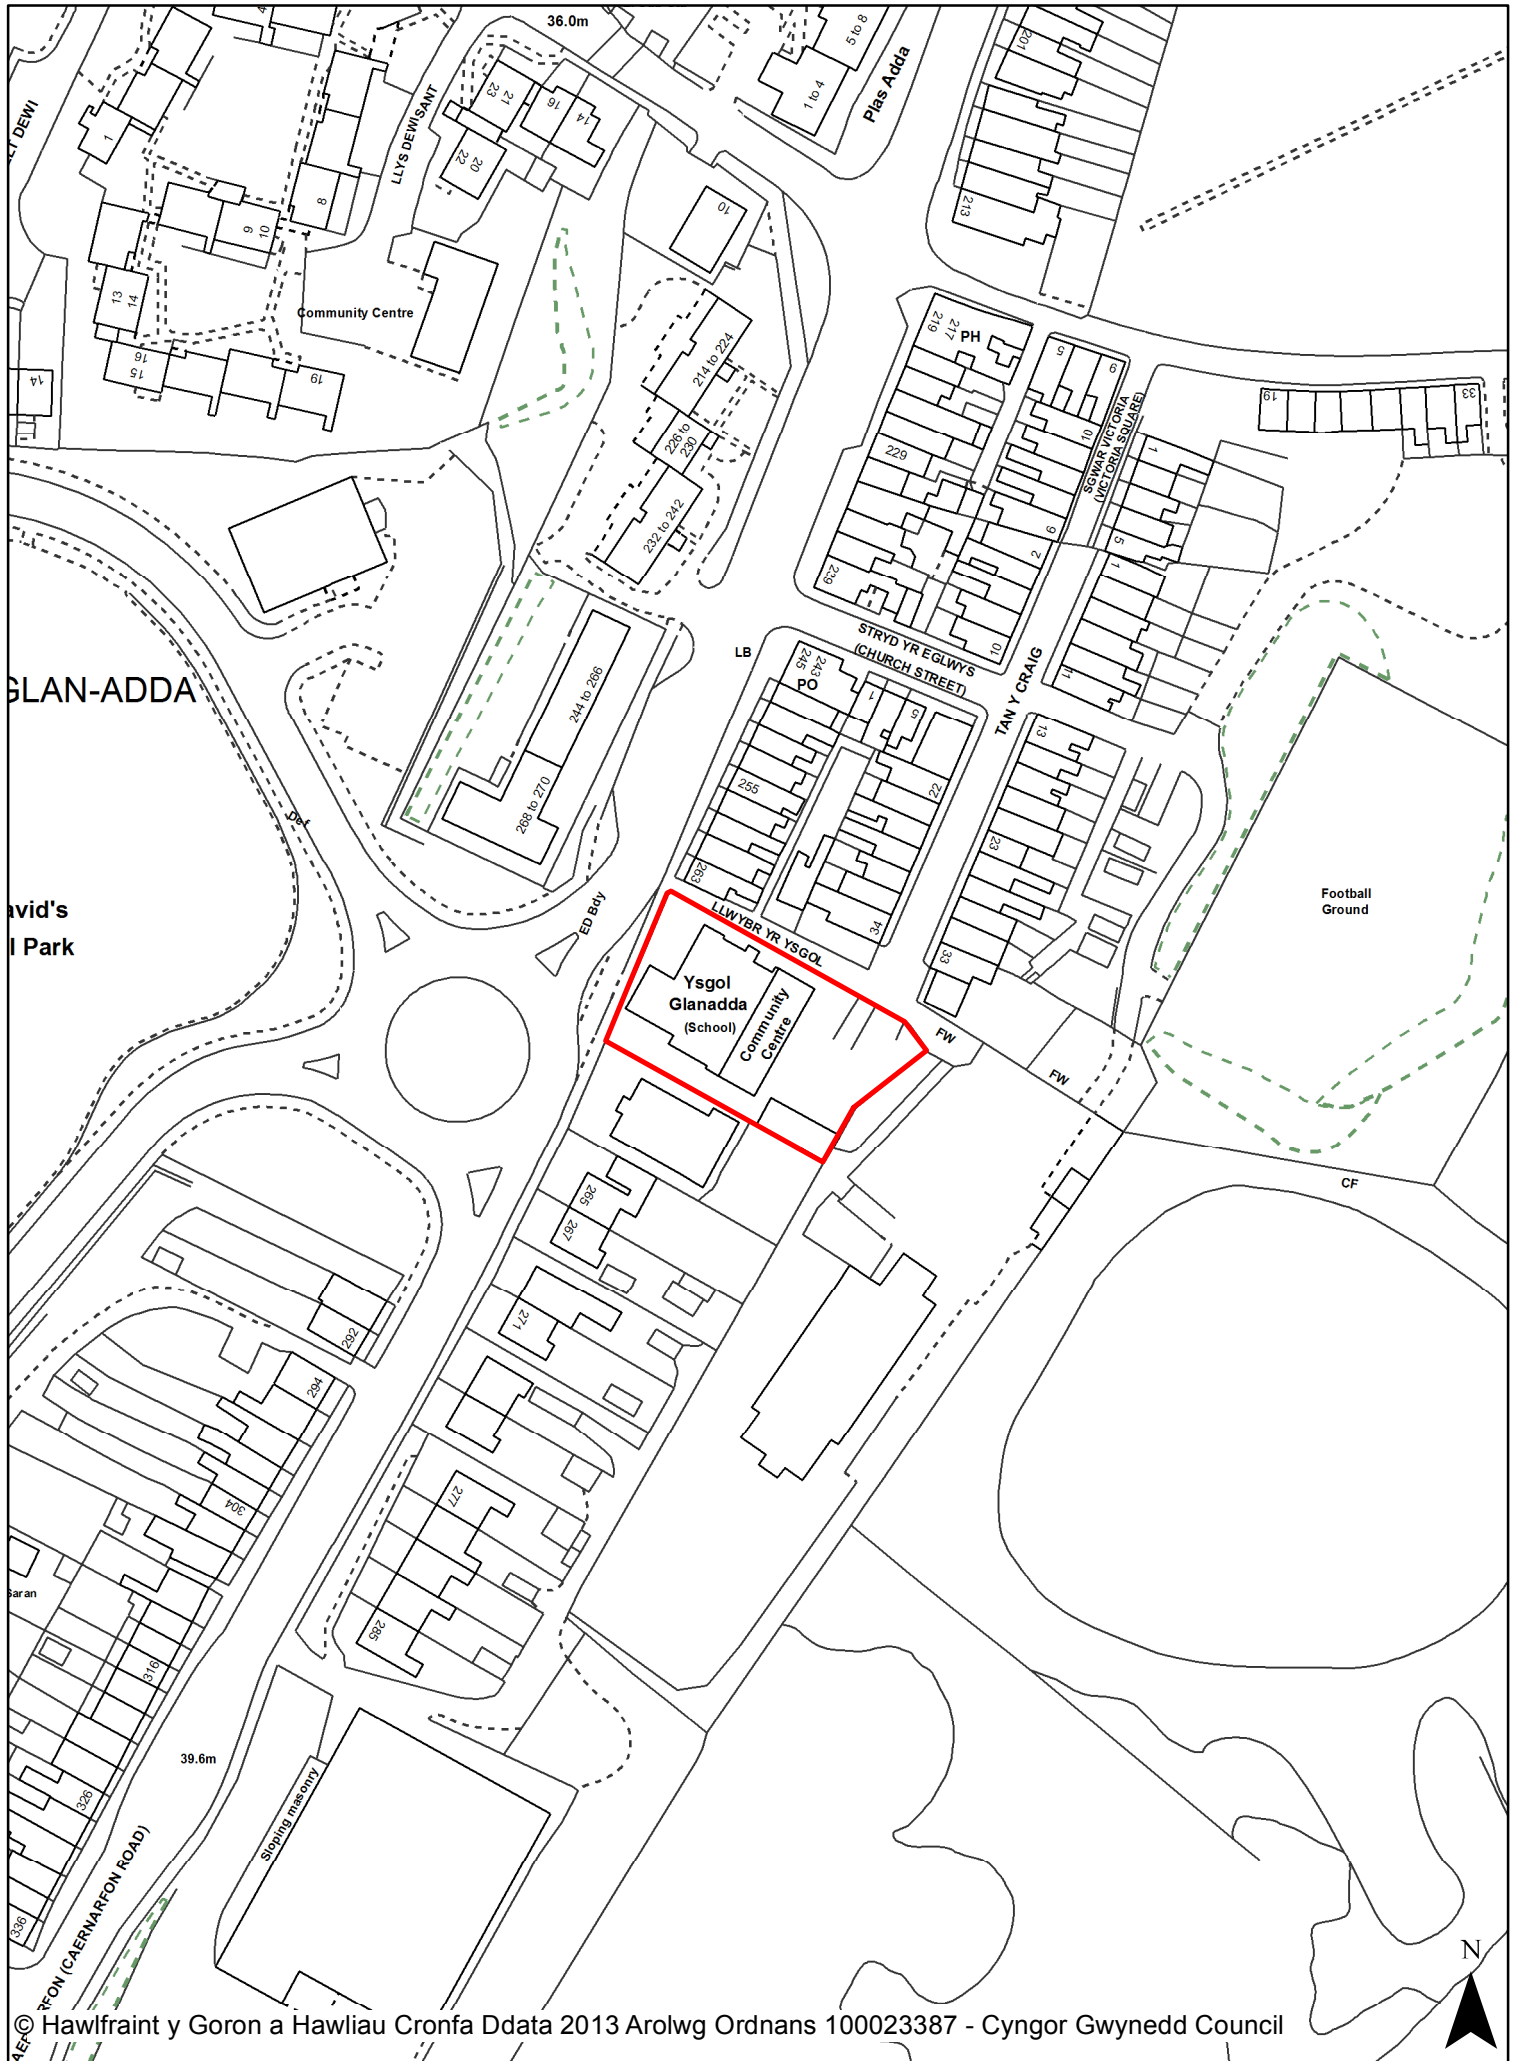 36.0m
4
5 to 8
1 to 4
Plas Adda
201
213
LLYS DEWISANT
23
21
16
14
22
20
1
8
9
10
10
13
14
Community Centre
16
15
19
14
214 to 224
226 to
230
232 to 242
219
217
PH
5
6
10
SGWAR VICTORIA
(VICTORIA SQUARE)
229
9
2
1
5
1
11
239
10
19
33
STRYD YR EGLWYS
(CHURCH STREET)
TAN Y CRAIG
LB
245
243
PO
1
5
22
255
263
34
13
23
33
GLAN-ADDA
244 to 266
268 to 270
Def
ED Bdy
Football
Ground
LLWYBR YR YSGOL
Ysgol
Glanadda
(School)
Community
Centre
FW
FW
CF
265
267
271
277
285
292
294
304
316
326
336
39.6m
Sloping masonry
(CAERNARFON ROAD)
N
© Hawlfraint y Goron a Hawliau Cronfa Ddata 2013 Arolwg Ordnans 100023387 - Cyngor Gwynedd Council